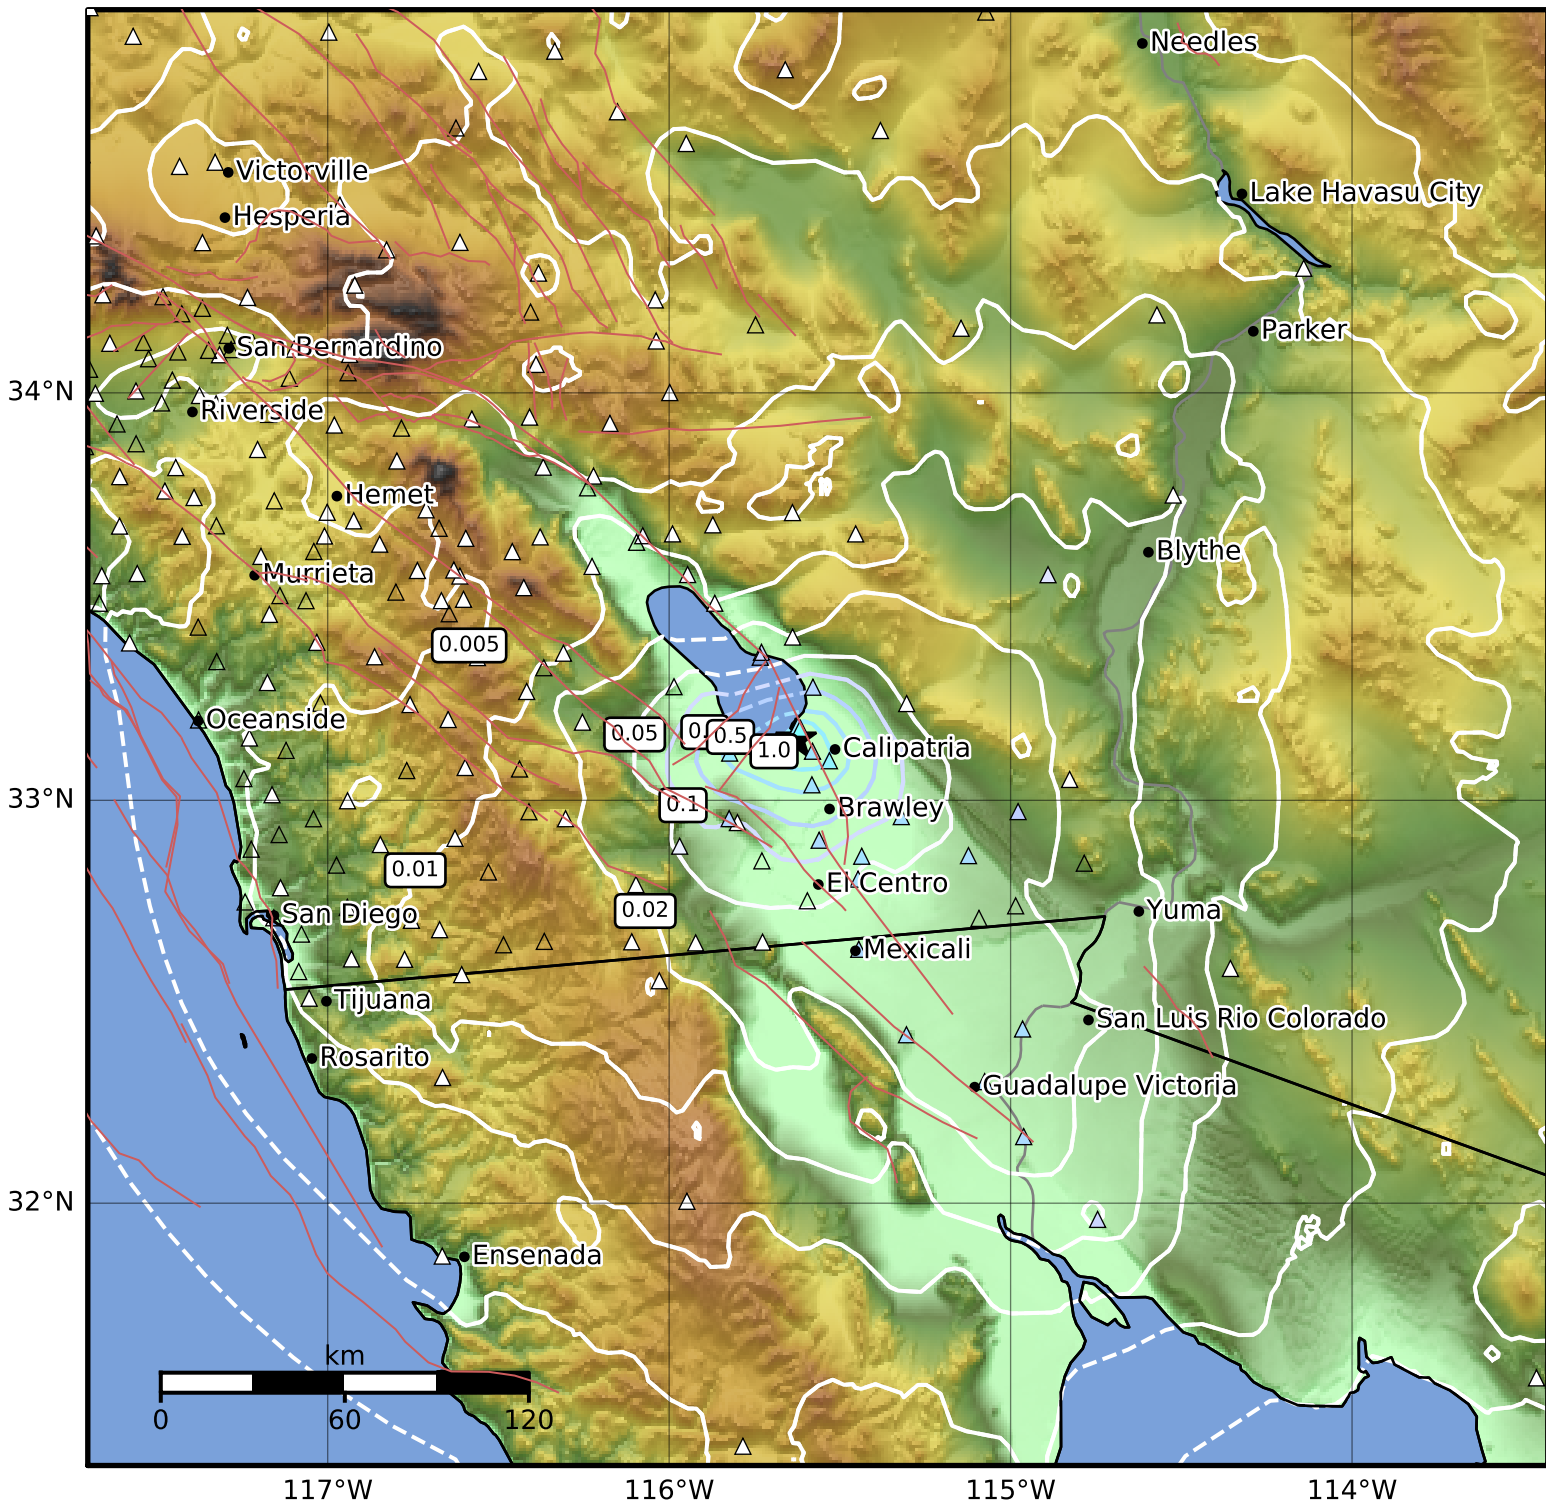 Needles
Victorville
Lake Havasu City
Hesperia
Parker
San Bernardino
34°N
Riverside
Hemet
Blythe
Murrieta
0.005
Oceanside
0.05
0.5
1.0
Calipatria
33°N
0.1
Brawley
0.01
El Centro
0.02
San Diego
Yuma
Mexicali
Tijuana
San Luis Rio Colorado
Rosarito
Guadalupe Victoria
32°N
Ensenada
km
0 60 120
117°W 116°W 115°W 114°W